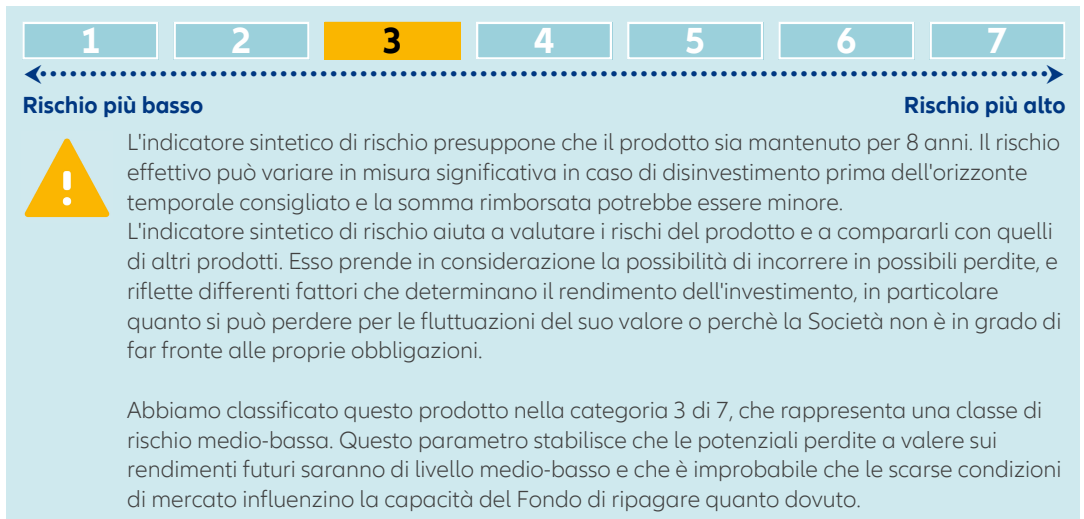 1 2 3 4 5 6 7
Rischio più basso Rischio più alto
L'indicatore sintetico di rischio presuppone che il prodotto sia mantenuto per 8 anni. Il rischio
effettivo può variare in misura significativa in caso di disinvestimento prima dell'orizzonte
temporale consigliato e la somma rimborsata potrebbe essere minore.
L'indicatore sintetico di rischio aiuta a valutare i rischi del prodotto e a compararli con quelli
di altri prodotti. Esso prende in considerazione la possibilità di incorrere in possibili perdite, e
riflette differenti fattori che determinano il rendimento dell'investimento, in particolare
quanto si può perdere per le fluttuazioni del suo valore o perchè la Società non è in grado di
far fronte alle proprie obbligazioni.
Abbiamo classificato questo prodotto nella categoria 3 di 7, che rappresenta una classe di
rischio medio-bassa. Questo parametro stabilisce che le potenziali perdite a valere sui
rendimenti futuri saranno di livello medio-basso e che è improbabile che le scarse condizioni
di mercato influenzino la capacità del Fondo di ripagare quanto dovuto.